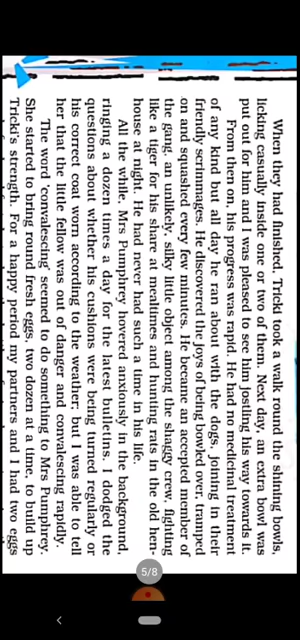 When they had finished, Tricki took a walk round the shining bowls,
licking casually inside one or two of them. Next day, an extra bowl was
put out for him and I was pleased to see him jostling his way towards it.
From then on, his progress was rapid. He had no medicinal treatment
of any kind but all day he ran about with the dogs, joining in their
friendly scrimmages. He discovered the joys of being bowled over, tramped
on and squashed every few minutes. He became an accepted member of
the gang, an unlikely, silky little object among the shaggy crew, fighting
like a tiger for his share at mealtimes and hunting rats in the old hen-
house at night. He had never had such a time in his life.
All the while, Mrs Pumphrey hovered anxiously in the background,
ringing a dozen times a day for the latest bulletins. I dodged the
questions about whether his cushions were being turned regularly or
his correct coat worn according to the weather; but I was able to tell
her that the little fellow was out of danger and convalescing rapidly.
The word 'convalescing' seemed to do something to Mrs Pumphrey.
She started to bring round fresh eggs, two dozen at a time, to build up
Tricki's strength. For a happy period my partners and I had two eggs
5/8